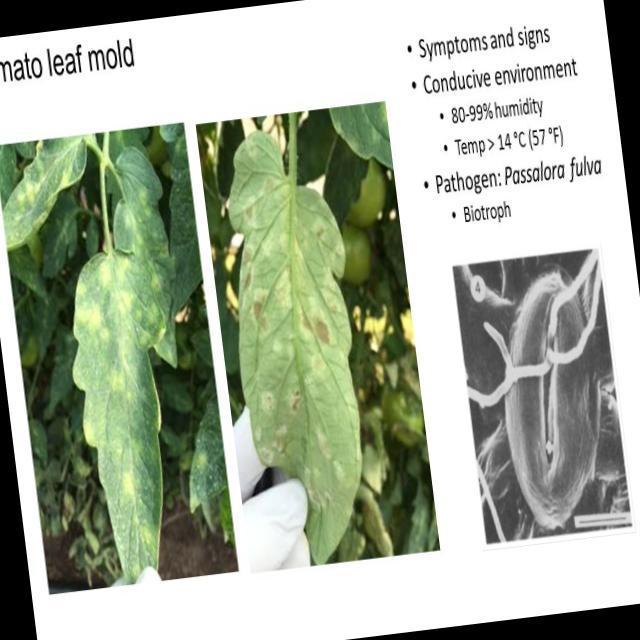 mato leaf mold
• Symptoms and signs
• Conducive environment
• 80-99% humidity
• Temp > 14 °C (57 °F)
• Pathogen: Passalora fulva
• Biotroph
4